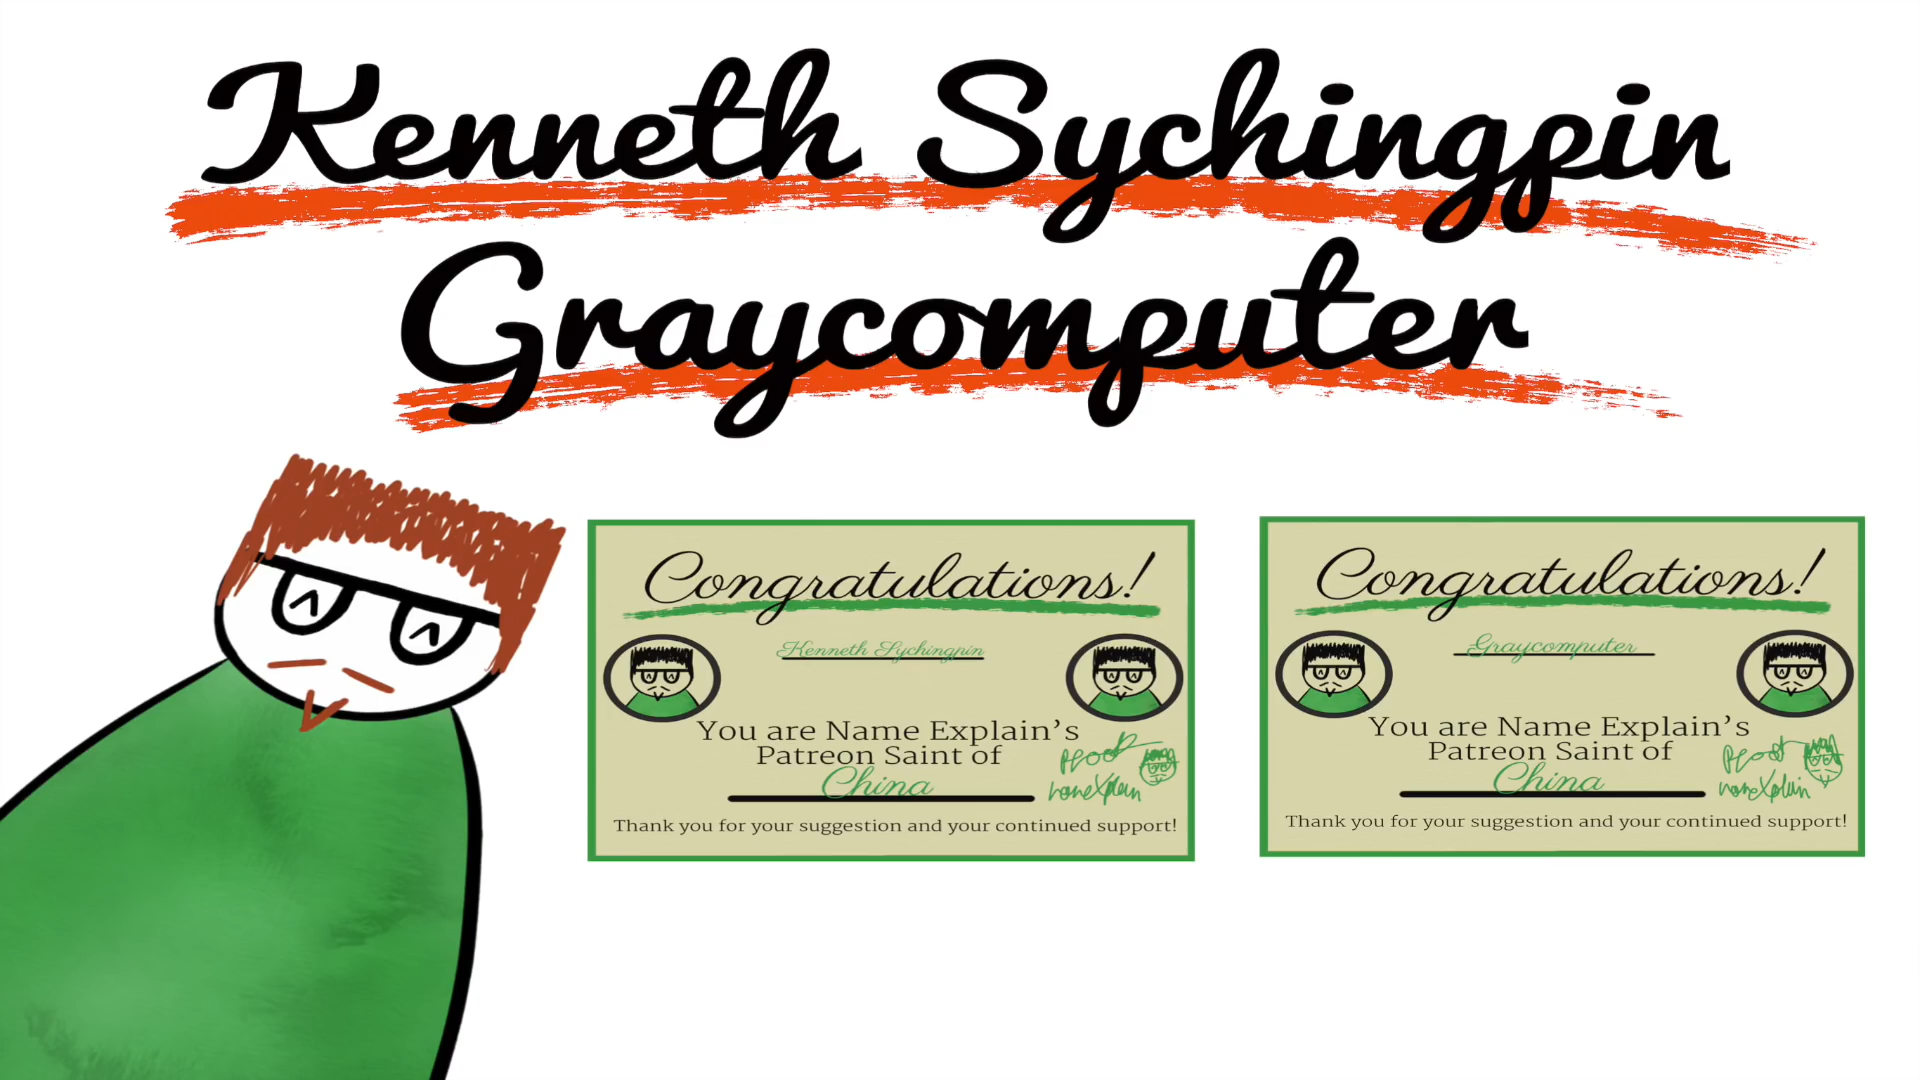 Kenneth Sychingpin
Graycomputer
Congratulations!
Kenneth Sychingpin
You are Name Explain's
Patreon Saint of
China
Thank you for your suggestion and your continued support!
Congratulations!
Graycomputer
You are Name Explain's
Patreon Saint of
China
Thank you for your suggestion and your continued support!